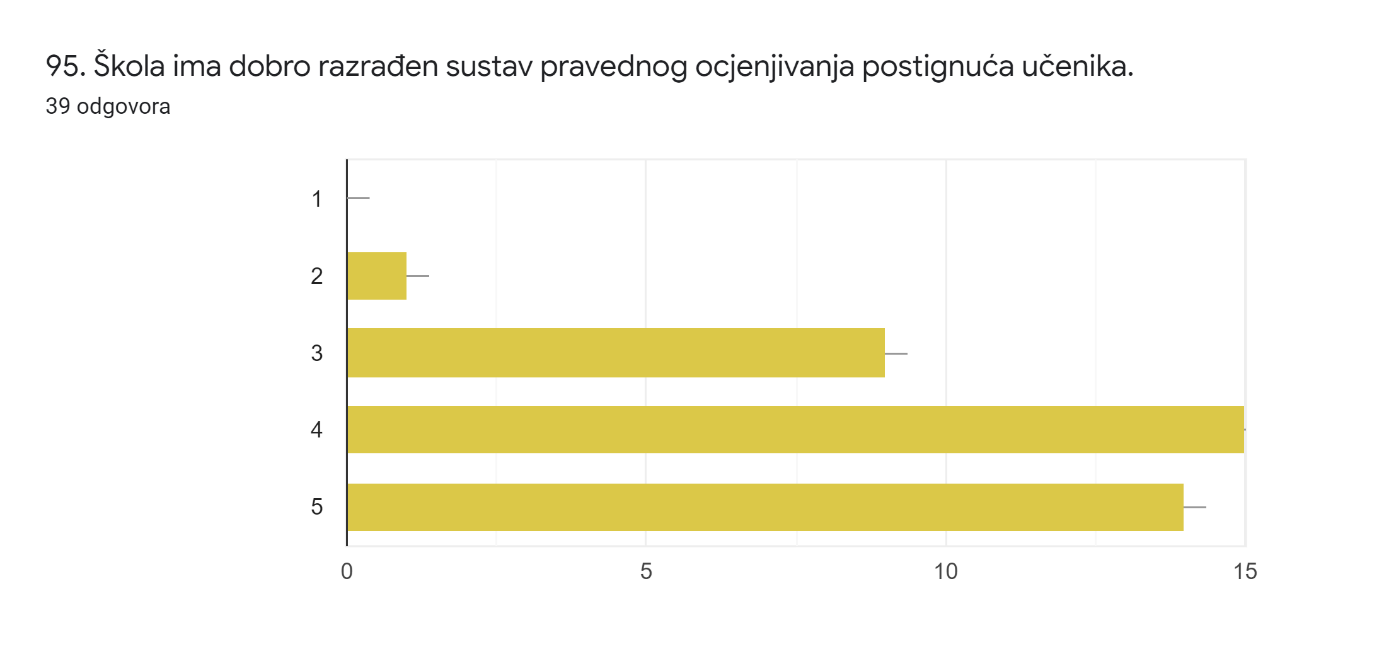 95. Škola ima dobro razrađen sustav pravednog ocjenjivanja postignuća učenika.
39 odgovora
1
2
3
4
5
0 5 10 15